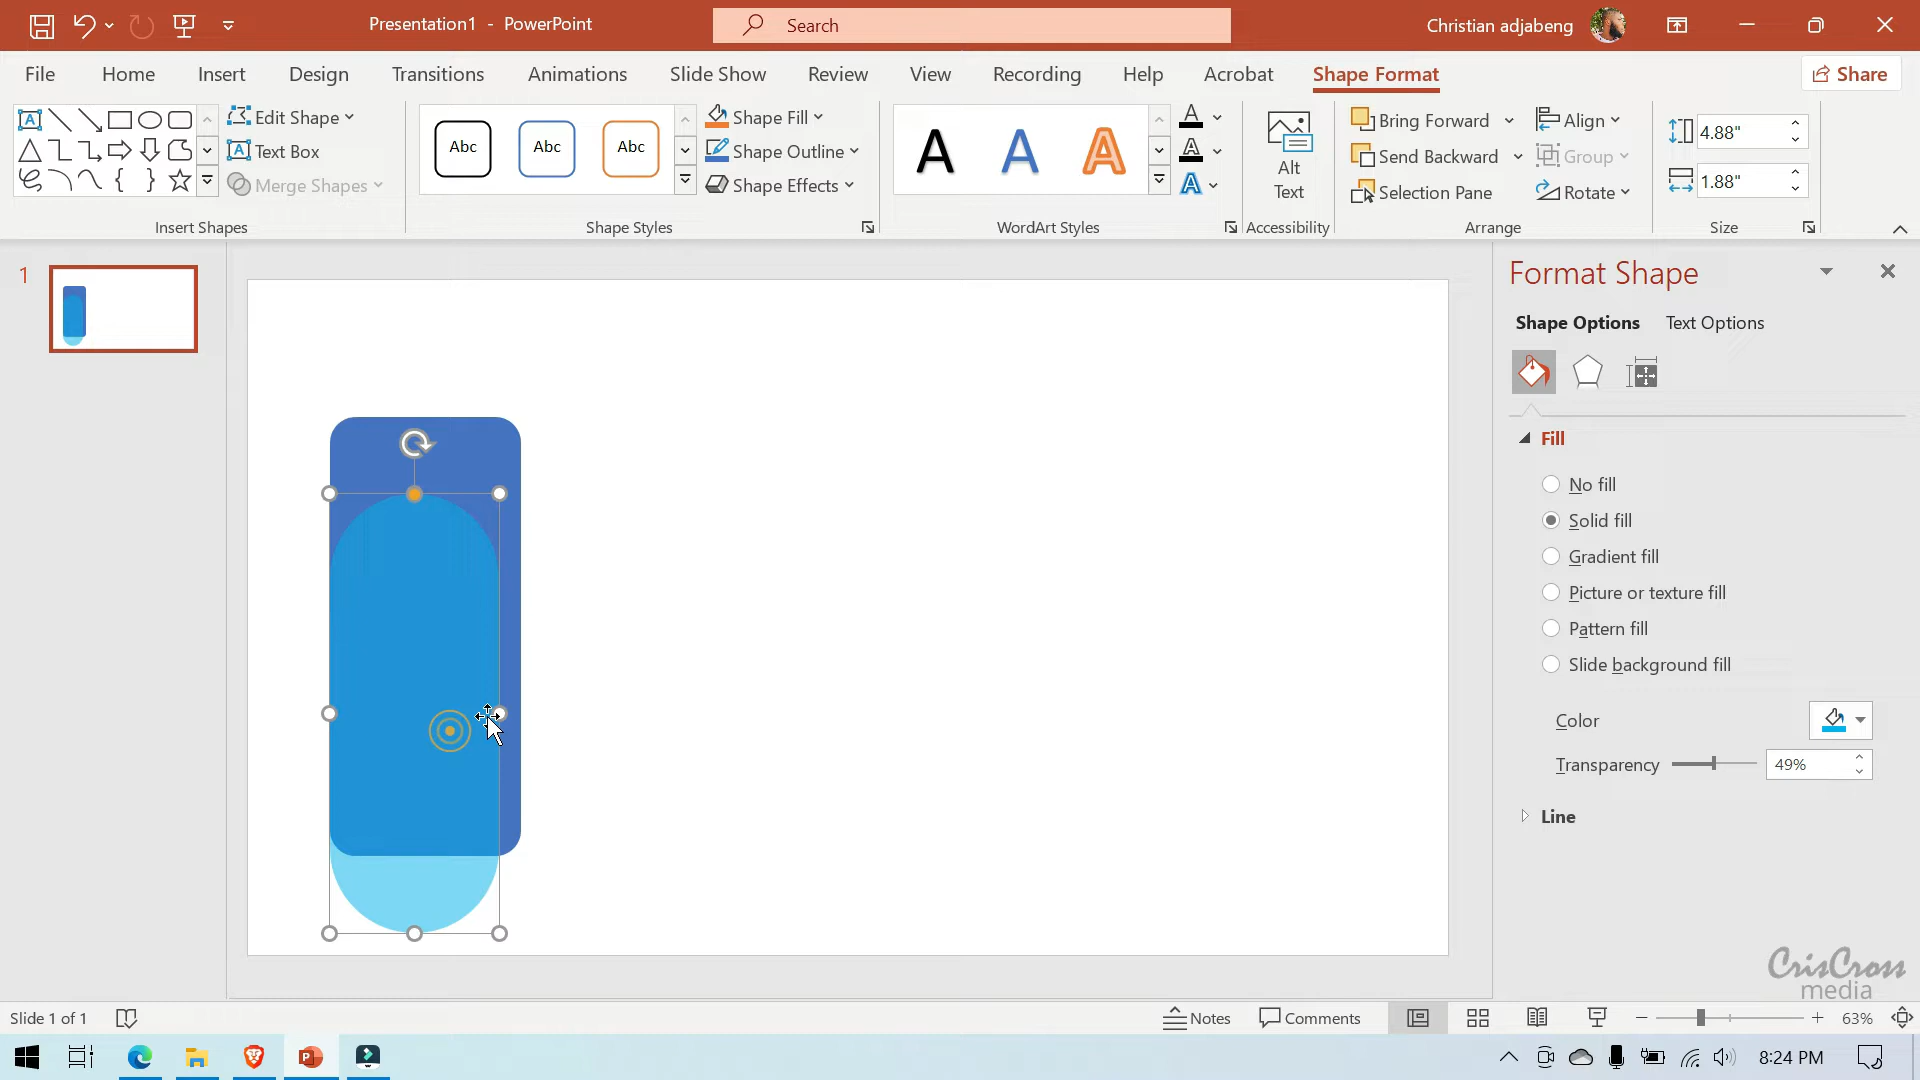 Presentation1 - PowerPoint
Search
Christian adjabeng
File Home Insert Design Transitions Animations Slide Show Review View Recording Help Acrobat Shape Format
Share
Edit Shape
Text Box
Merge Shapes
Insert Shapes
Abc Abc Abc
Shape Fill
Shape Outline
Shape Effects
Shape Styles
A A A
WordArt Styles
Alt
Text
Accessibility
Bring Forward
Send Backward
Selection Pane
Align
Group
Rotate
Arrange
4.88"
1.88"
Size
1
Format Shape
Shape Options Text Options
Fill
No fill
Solid fill
Gradient fill
Picture or texture fill
Pattern fill
Slide background fill
Color
Transparency 49%
Line
CrisCross
media
Slide 1 of 1
Notes
Comments
63%
8:24 PM